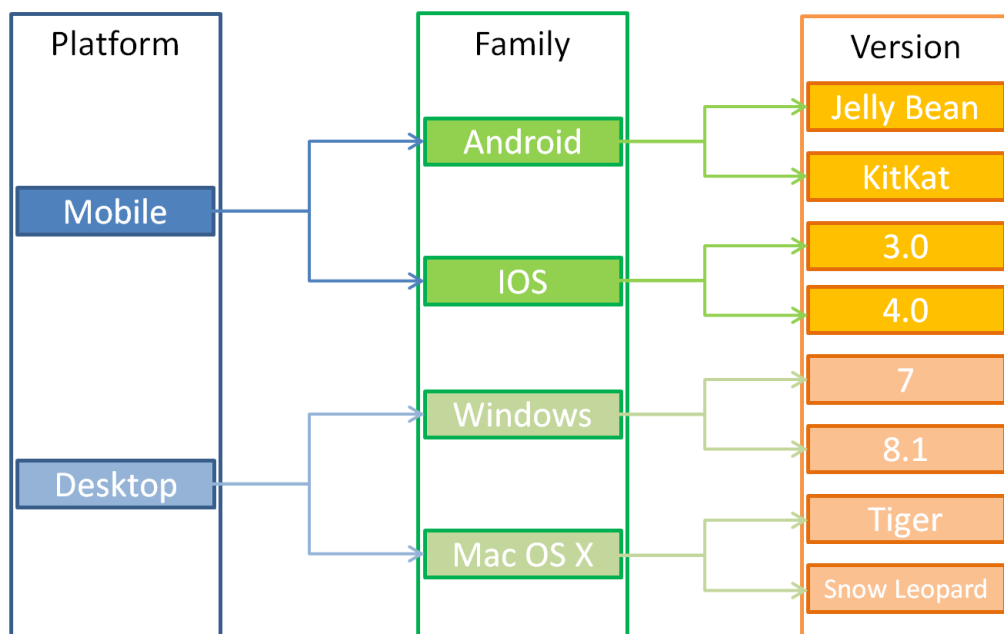 Platform
Mobile
Desktop
Family
Android
IOS
Windows
Mac OS X
Version
Jelly Bean
KitKat
3.0
4.0
7
8.1
Tiger
Snow Leopard